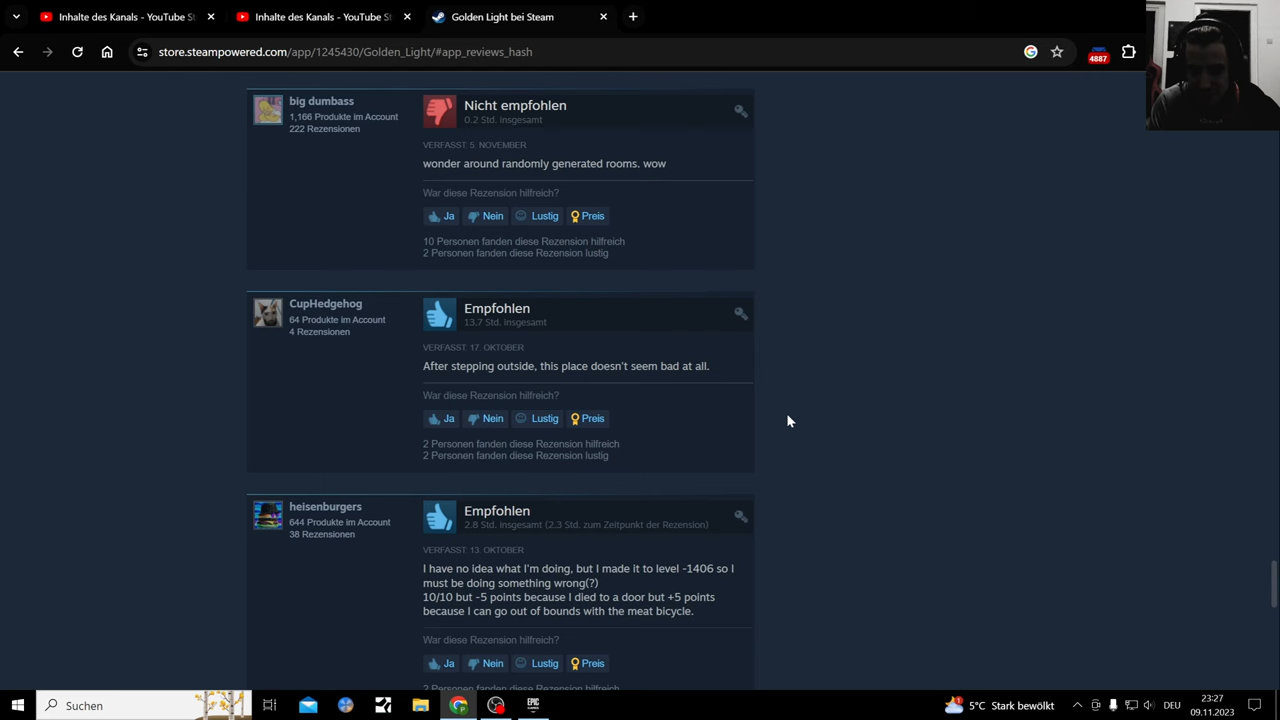 Inhalte des Kanals – YouTube St
Inhalte des Kanals – YouTube St
Golden Light bei Steam
store.steampowered.com/app/1245430/Golden_Light/#app_reviews_hash
4887
big dumbass
1,166 Produkte im Account
222 Rezensionen
Nicht empfohlen
0.2 Std. insgesamt
VERFASST: 5. NOVEMBER
wonder around randomly generated rooms. wow
War diese Rezension hilfreich?
Ja Nein Lustig Preis
10 Personen fanden diese Rezension hilfreich
2 Personen fanden diese Rezension lustig
CupHedgehog
64 Produkte im Account
4 Rezensionen
Empfohlen
13.7 Std. insgesamt
VERFASST: 17. OKTOBER
After stepping outside, this place doesn't seem bad at all.
War diese Rezension hilfreich?
Ja Nein Lustig Preis
2 Personen fanden diese Rezension hilfreich
2 Personen fanden diese Rezension lustig
heisenburgers
644 Produkte im Account
38 Rezensionen
Empfohlen
2.8 Std. insgesamt (2.3 Std. zum Zeitpunkt der Rezension)
VERFASST: 13. OKTOBER
I have no idea what I'm doing, but I made it to level -1406 so I
must be doing something wrong(?)
10/10 but -5 points because I died to a door but +5 points
because I can go out of bounds with the meat bicycle.
War diese Rezension hilfreich?
Ja Nein Lustig Preis
2 Personen fanden diese Rezension hilfreich
Suchen
EPIC
1
5°C Stark bewölkt
DEU
23:27
09.11.2023